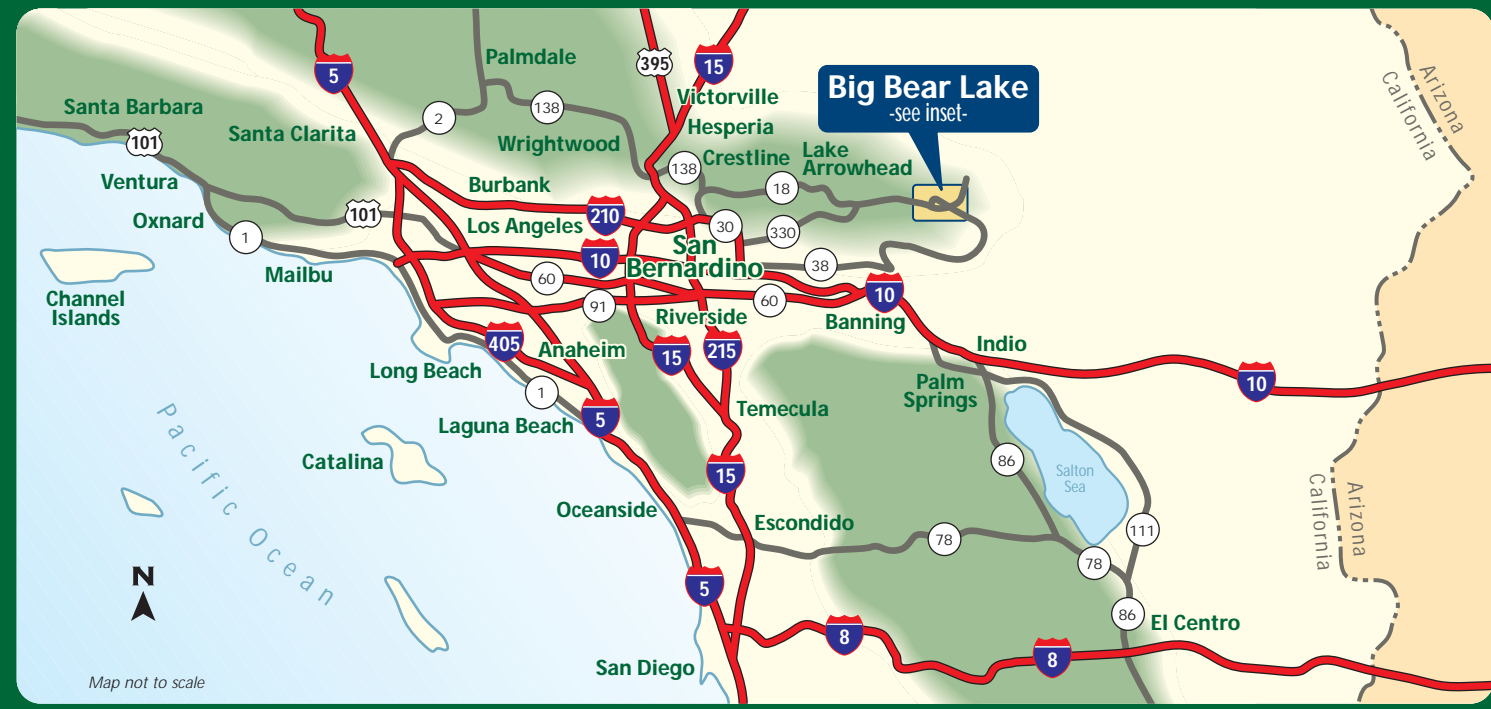 5
Palmdale
395
15
Big Bear Lake
-see inset-
Arizona
California
Santa Barbara
101
Santa Clarita
2
138
Victorville
Hesperia
Wrightwood
138
Crestline
Lake
Arrowhead
Ventura
Burbank
18
Oxnard
101
210
Los Angeles
30
330
1
10
San
Bernardino
38
Mailbu
60
91
60
10
Channel
Islands
Riverside
Banning
405
Anaheim
15
215
Indio
Long Beach
10
Palm
Springs
1
Laguna Beach
5
Temecula
Pacific Ocean
Catalina
15
86
Salton
Sea
Arizona
California
Oceanside
Escondido
78
111
78
N
5
86
El Centro
8
8
San Diego
Map not to scale